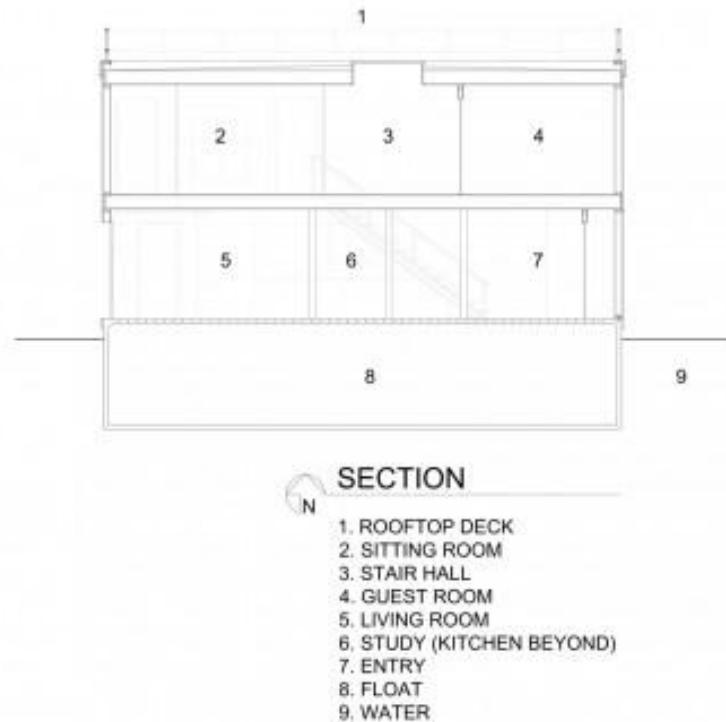 1
2 3 4
5 6 7
8 9
SECTION
N
1. ROOFTOP DECK
2. SITTING ROOM
3. STAIR HALL
4. GUEST ROOM
5. LIVING ROOM
6. STUDY (KITCHEN BEYOND)
7. ENTRY
8. FLOAT
9. WATER